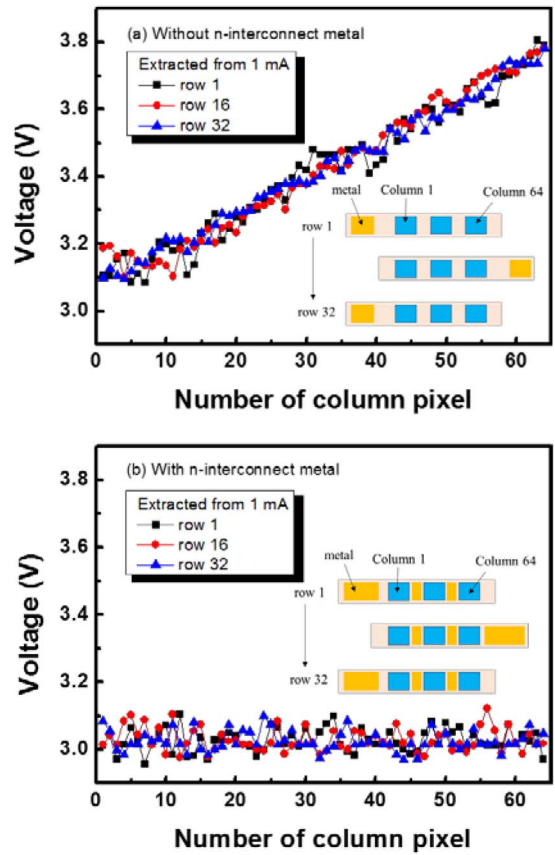 (a) Without n-interconnect metal
Extracted from 1 mA
row 1
row 16
row 32
Voltage (V)
3.8
3.6
3.4
3.2
3.0
metal
Column 1
Column 64
row 1
row 32
0 10 20 30 40 50 60
Number of column pixel
(b) With n-interconnect metal
Extracted from 1 mA
row 1
row 16
row 32
Voltage (V)
3.8
3.6
3.4
3.2
3.0
metal
Column 1
Column 64
row 1
row 32
0 10 20 30 40 50 60
Number of column pixel